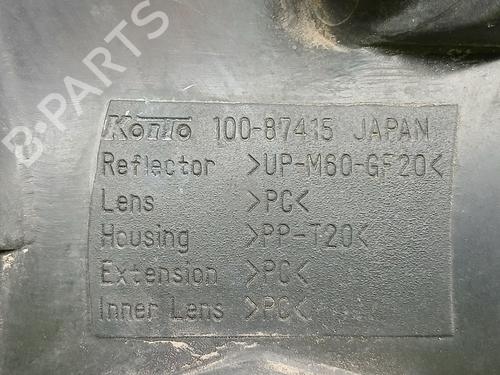 B-PARTS
KOITO 100-87415 JAPAN
Reflector >UP-M60-GF20<
Lens >PC<
Housing >PP-T20<
Extension >PC<
Inner Lens >PC<